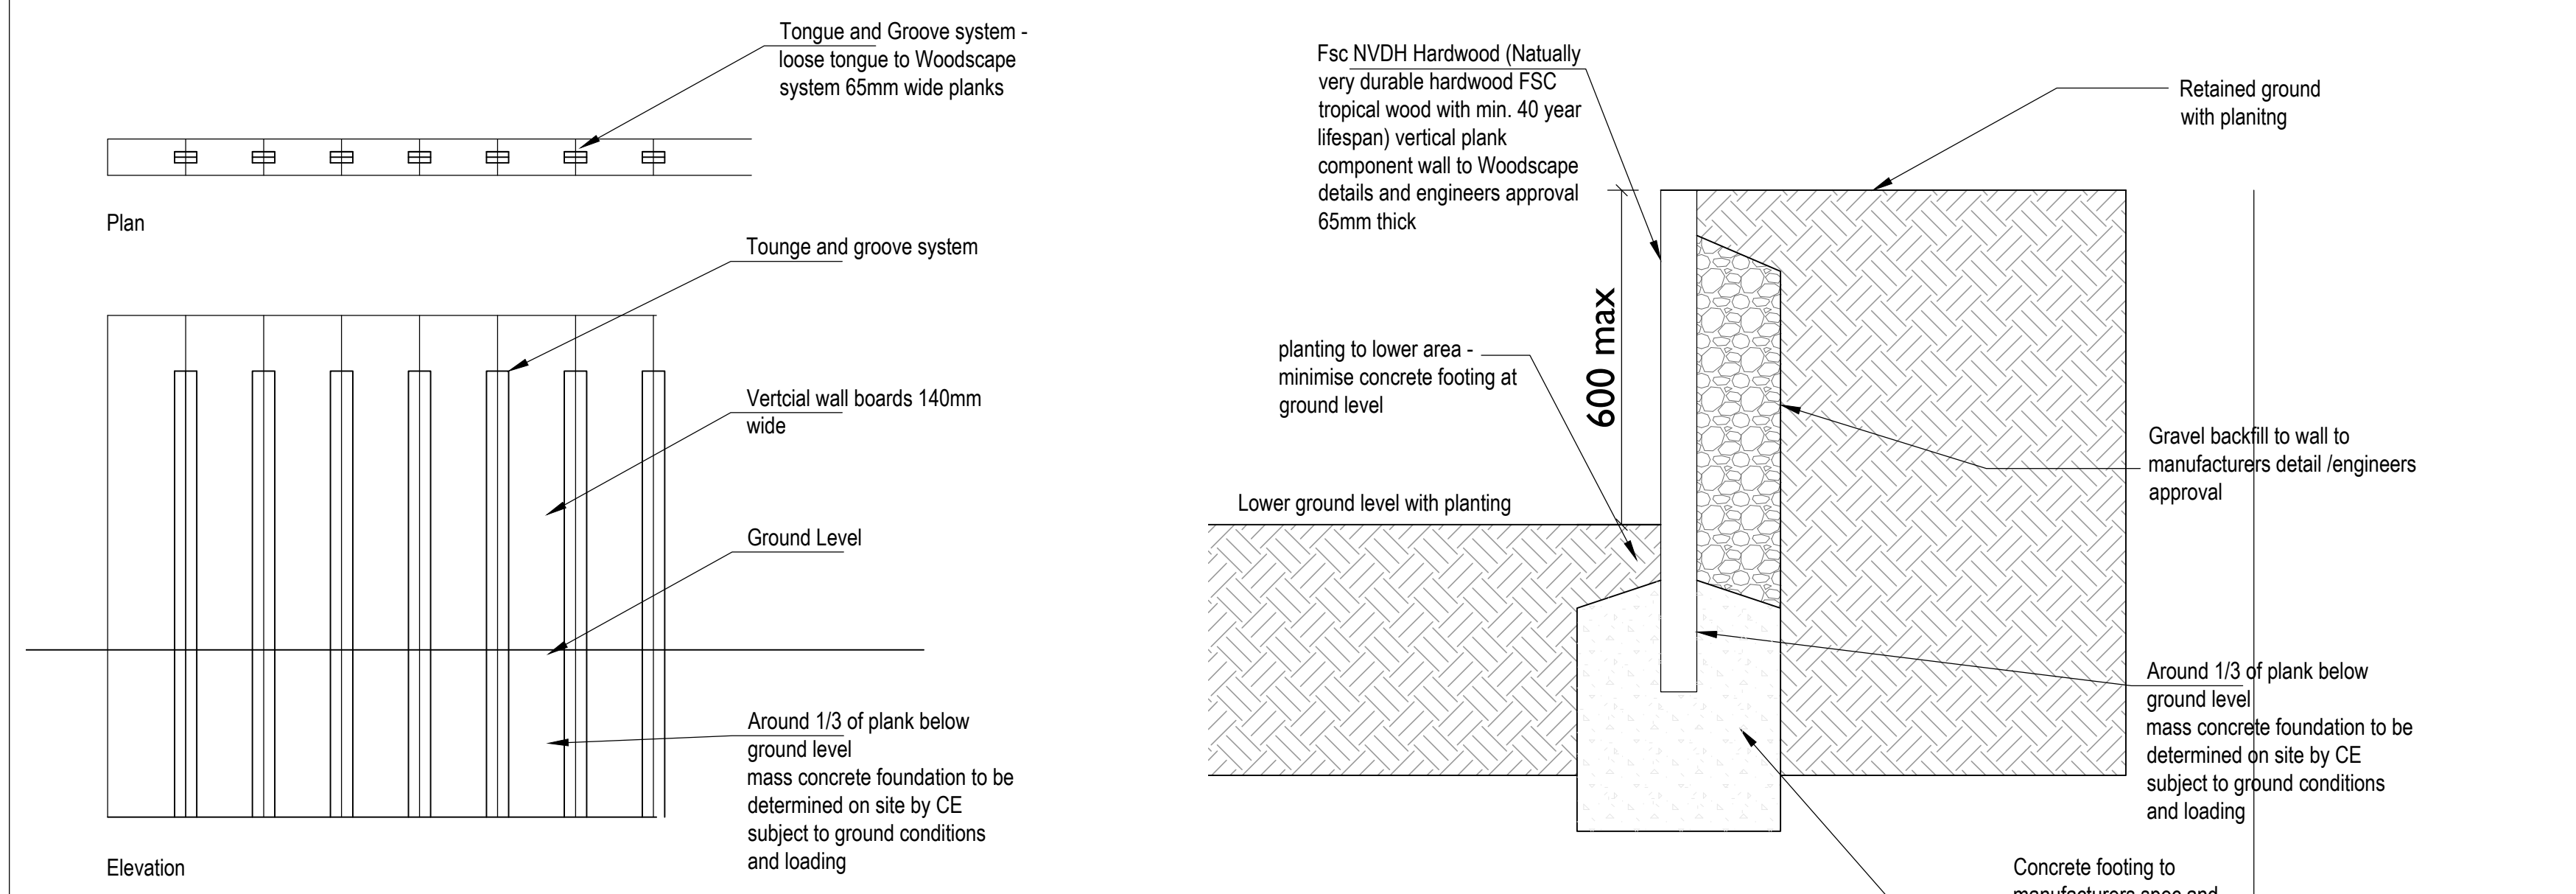 Tongue and Groove system -
loose tongue to Woodscape
system 65mm wide planks
Plan
Tounge and groove system
Vertcial wall boards 140mm
wide
Ground Level
Around 1/3 of plank below
ground level
mass concrete foundation to be
determined on site by CE
subject to ground conditions
and loading
Elevation
Fsc NVDH Hardwood (Natually
very durable hardwood FSC
tropical wood with min. 40 year
lifespan) vertical plank
component wall to Woodscape
details and engineers approval
65mm thick
Retained ground
with planitng
600 max
planting to lower area -
minimise concrete footing at
ground level
Lower ground level with planting
Gravel backfill to wall to
manufacturers detail /engineers
approval
Around 1/3 of plank below
ground level
mass concrete foundation to be
determined on site by CE
subject to ground conditions
and loading
Concrete footing to
manufacturers spec and